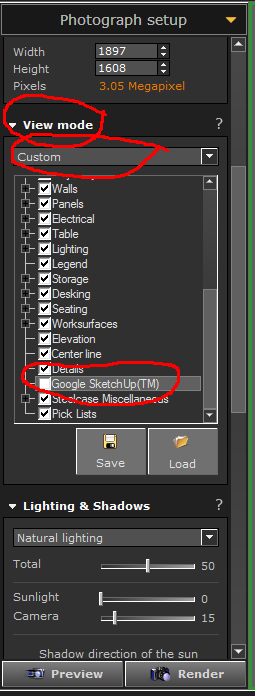 Photograph setup
Width 1897
Height 1608
Pixels 3.05 Megapixel
View mode ?
Custom
Walls
Panels
Electrical
Table
Lighting
Legend
Storage
Desking
Seating
Worksurfaces
Elevation
Center line
Details
Google SketchUp(TM)
Steelcase Miscellaneous
Pick Lists
Save Load
Lighting & Shadows ?
Natural lighting
Total 50
Sunlight 0
Camera 15
Shadow direction of the sun
Preview Render